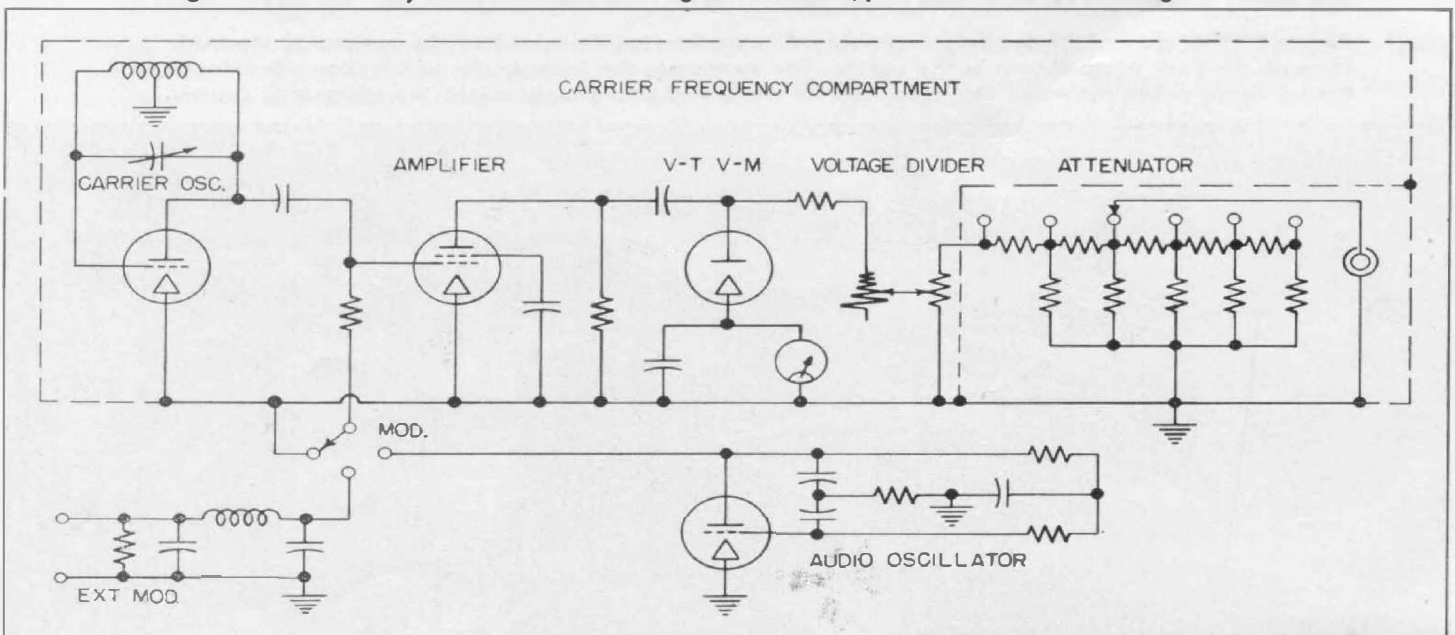 CARRIER FREQUENCY COMPARTMENT
CARRIER OSC.
AMPLIFIER
V-T V-M
VOLTAGE DIVIDER
ATTENUATOR
MOD.
EXT MOD.
AUDIO OSCILLATOR